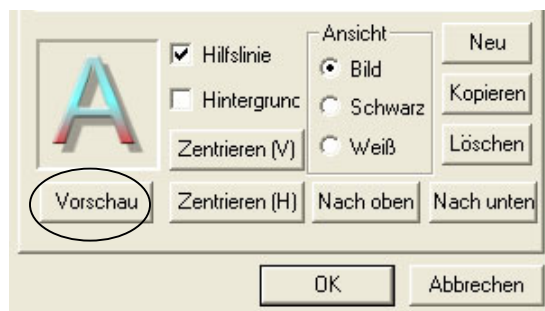 A
Hilfslinie
Hintergrunc
Zentrieren (V)
Ansicht
Bild
Schwarz
Weiß
Neu
Kopieren
Löschen
Vorschau
Zentrieren (H)
Nach oben
Nach unten
OK
Abbrechen